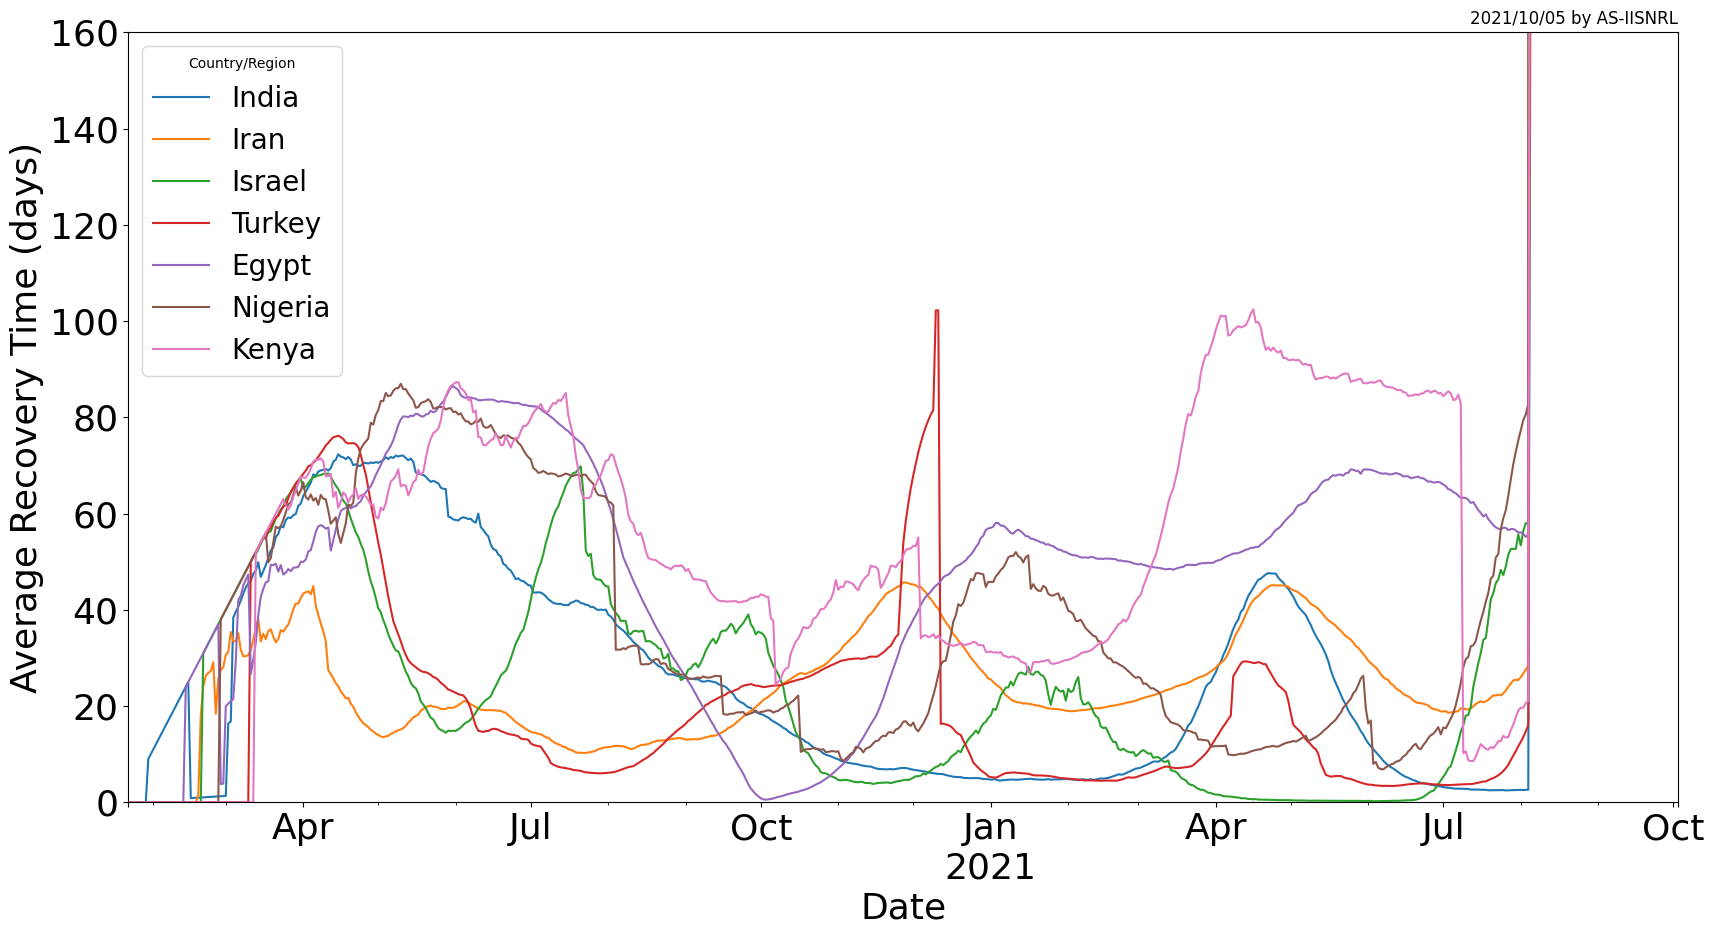 2021/10/05 by AS-IISNRL
160
140
120
100
80
60
40
20
0
Average Recovery Time (days)
Country/Region
India
Iran
Israel
Turkey
Egypt
Nigeria
Kenya
Apr Jul Oct Jan Apr Jul Oct
2021
Date